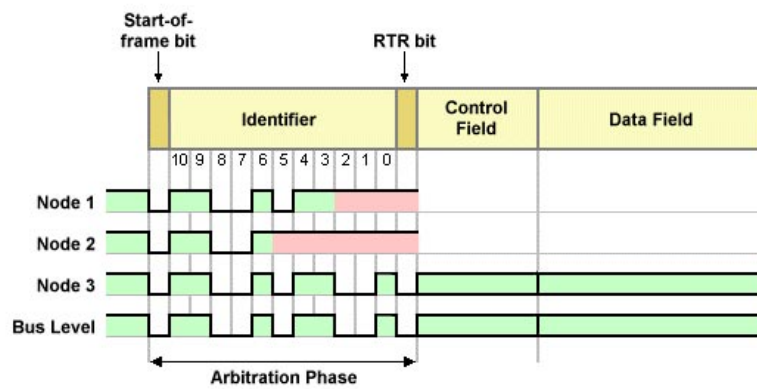 Start-of-
frame bit
RTR bit
Identifier
Control
Field
Data Field
10 9 8 7 6 5 4 3 2 1 0
Node 1
Node 2
Node 3
Bus Level
Arbitration Phase